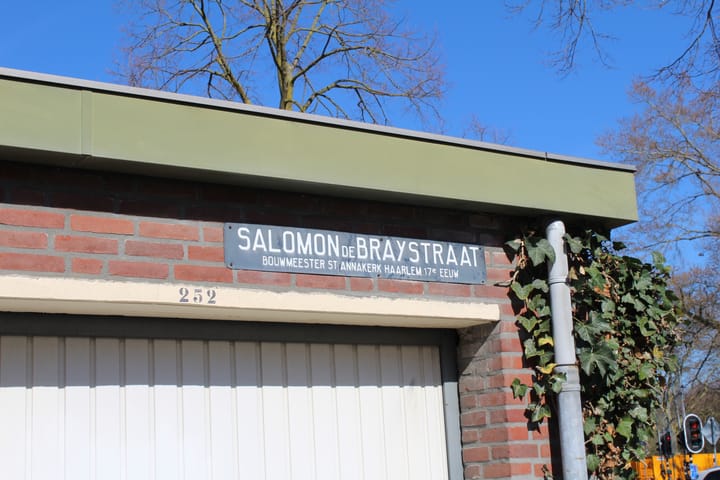 SALOMON DE BRAYSTRAAT
BOUWMEESTER ST ANNAKERK HAARLEM 17e EEUW
252